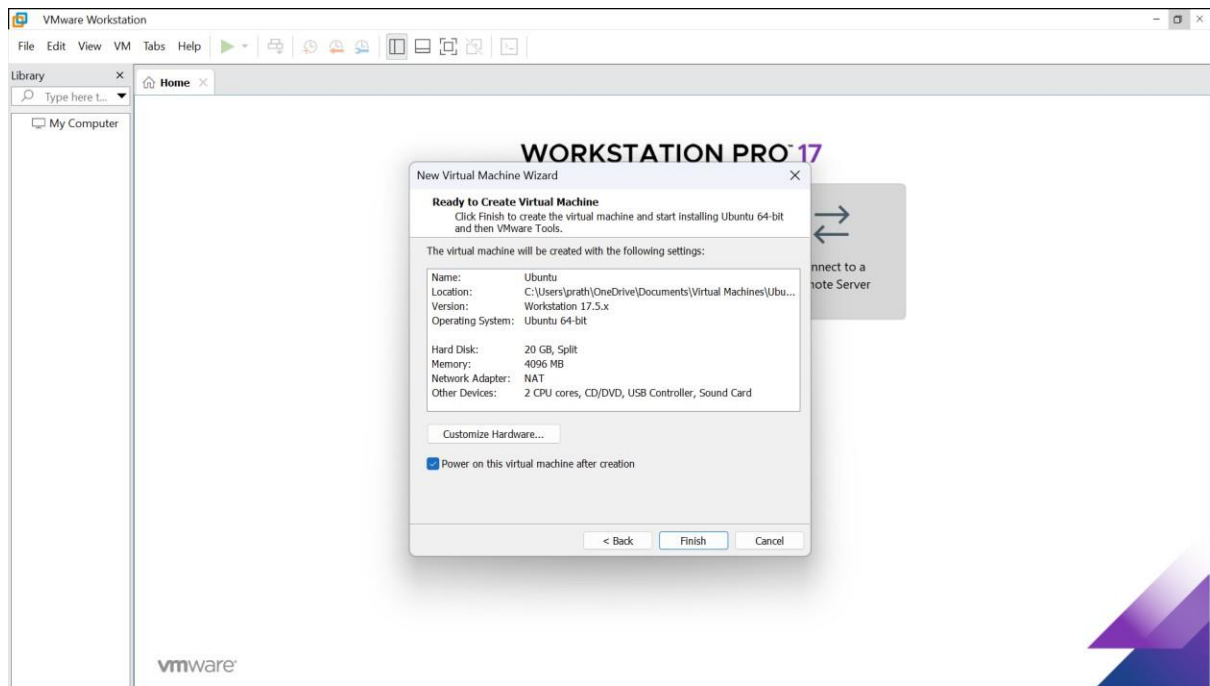 VMware Workstation
File Edit View VM Tabs Help
Library
Type here t...
My Computer
Home
WORKSTATION PRO™ 17
New Virtual Machine Wizard
Ready to Create Virtual Machine
Click Finish to create the virtual machine and start installing Ubuntu 64-bit
and then VMware Tools.
The virtual machine will be created with the following settings:
Name: Ubuntu
Location: C:\Users\prath\OneDrive\Documents\Virtual Machines\Ubu...
Version: Workstation 17.5.x
Operating System: Ubuntu 64-bit
Hard Disk: 20 GB, Split
Memory: 4096 MB
Network Adapter: NAT
Other Devices: 2 CPU cores, CD/DVD, USB Controller, Sound Card
Customize Hardware...
Power on this virtual machine after creation
< Back Finish Cancel
nnect to a
note Server
vmware